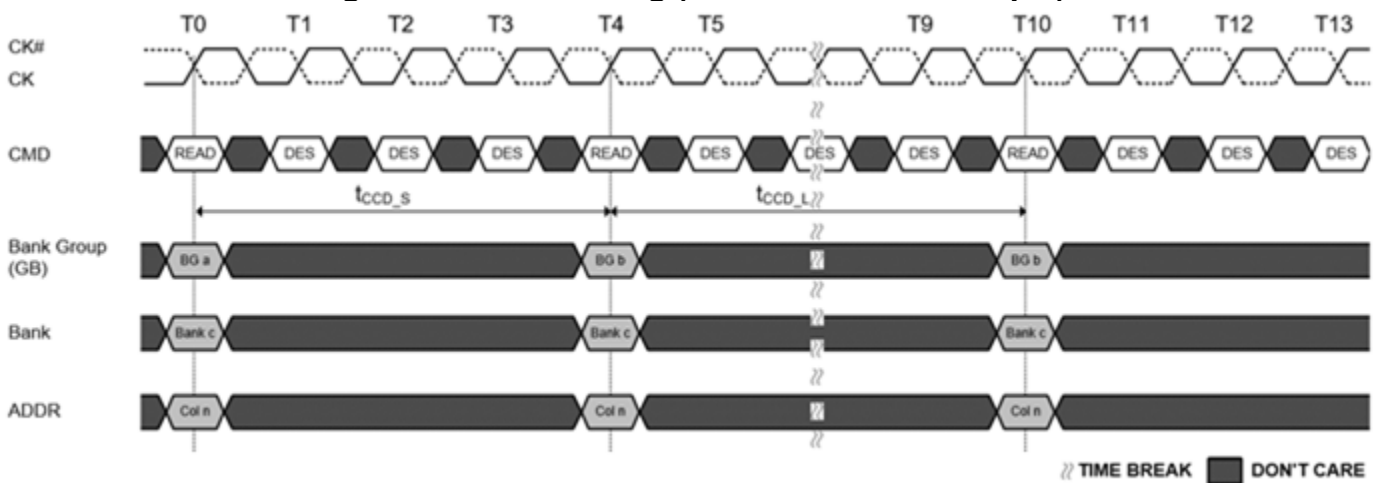 T0 T1 T2 T3 T4 T5 T9 T10 T11 T12 T13
CK#
CK
CMD READ DES DES DES READ DES DES DES READ DES DES DES
tCCD_S tCCD_L
Bank Group
(GB) BG a BG b BG b
Bank Bank c Bank c Bank c
ADDR Col n Col n Col n
TIME BREAK DON'T CARE